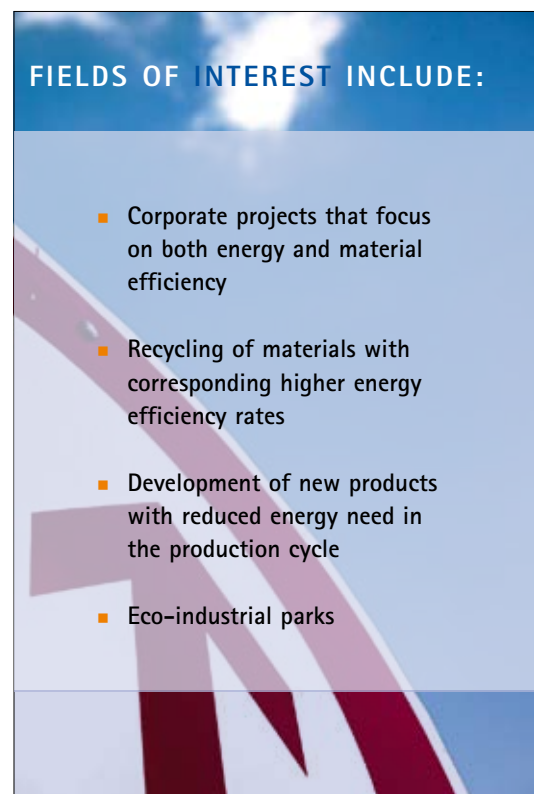 FIELDS OF INTEREST INCLUDE:
■ Corporate projects that focus
on both energy and material
efficiency
■ Recycling of materials with
corresponding higher energy
efficiency rates
■ Development of new products
with reduced energy need in
the production cycle
■ Eco-industrial parks